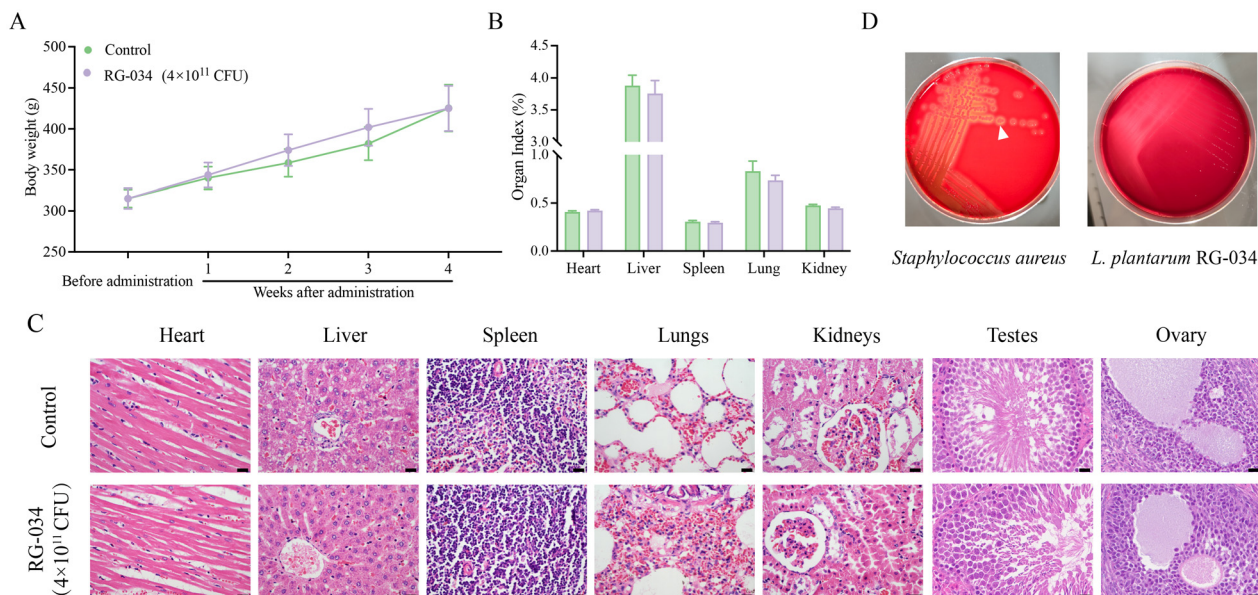 A
500
450
400
350
300
250
Body weight (g)
Control
RG-034 (4×10¹¹ CFU)
1
2
3
4
Before administration
Weeks after administration
B
4.5
4.0
3.5
3.0
1.0
0.5
0.0
Organ Index (%)
Heart
Liver
Spleen
Lung
Kidney
D
Staphylococcus aureus
L. plantarum RG-034
C
Heart
Liver
Spleen
Lungs
Kidneys
Testes
Ovary
Control
RG-034
(4×10¹¹ CFU)